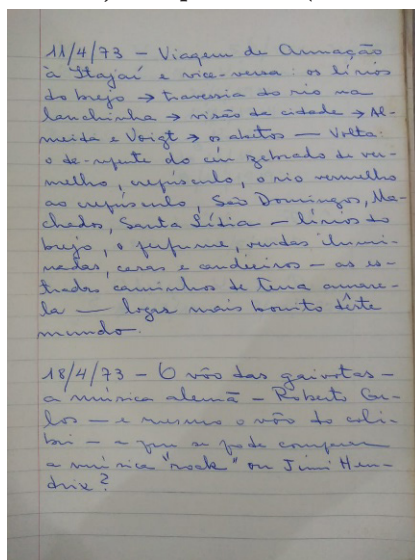 11/4/73 — Viagem de Armação
à Itajaí e vice-versa: os lírios
do brejo → travessia do rio na
lanchinha → visão da cidade → Al-
meida e Voigt → os abetos — Volta:
o de-repente do céu zebrado de ver-
melho, crepúsculo, o rio vermelho
ao crepúsculo, São Domingos, Ma-
chados, Santa Lídia — lírios do
brejo, o perfume, vendas ilumi-
nadas, casas e candieiros — as es-
tradas caminhos de terra amare-
la — lugar mais bonito dêste
mundo.
18/4/73 — O vôo das gaivotas —
a música alemã — Roberto Car-
los — e mesmo o vôo do coli-
bri — a que se pode comparar
a música "rock" ou Jimi Hen-
drix?